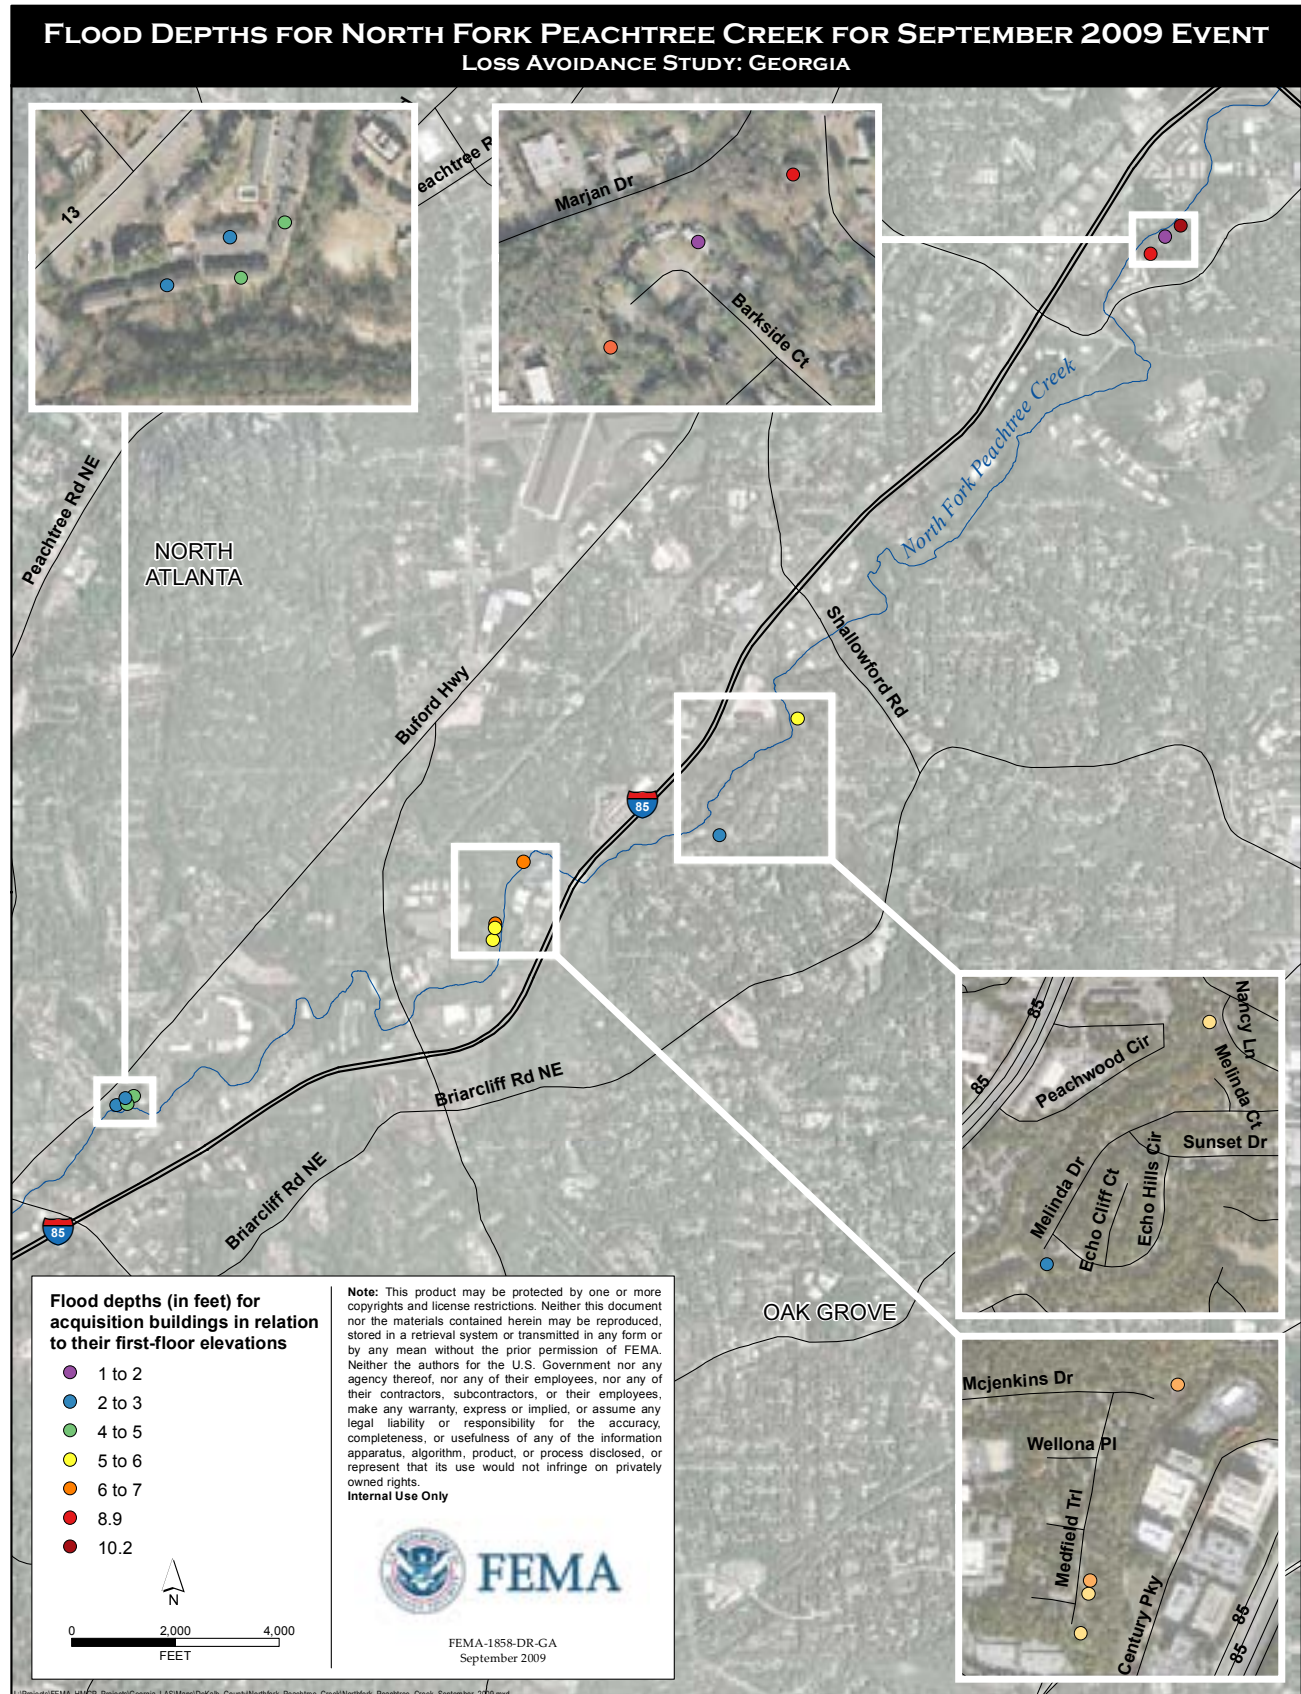 FLOOD DEPTHS FOR NORTH FORK PEACHTREE CREEK FOR SEPTEMBER 2009 EVENT
LOSS AVOIDANCE STUDY: GEORGIA
13
eachtree R
Marjan Dr
Barkside Ct
North Fork Peachtree Creek
Peachtree Rd NE
NORTH
ATLANTA
Buford Hwy
Shallowford Rd
85
Briarcliff Rd NE
Briarcliff Rd NE
85
OAK GROVE
85
85
Nancy Ln
Peachwood Cir
Melinda Ct
Sunset Dr
Melinda Dr
Echo Cliff Ct
Echo Hills Cir
Mcjenkins Dr
Wellona Pl
Medfield Trl
Century Pky
85
85
Flood depths (in feet) for
acquisition buildings in relation
to their first-floor elevations
1 to 2
2 to 3
4 to 5
5 to 6
6 to 7
8.9
10.2
N
0 2,000 4,000
FEET
Note: This product may be protected by one or more
copyrights and license restrictions. Neither this document
nor the materials contained herein may be reproduced,
stored in a retrieval system or transmitted in any form or
by any mean without the prior permission of FEMA.
Neither the authors for the U.S. Government nor any
agency thereof, nor any of their employees, nor any of
their contractors, subcontractors, or their employees,
make any warranty, express or implied, or assume any
legal liability or responsibility for the accuracy,
completeness, or usefulness of any of the information
apparatus, algorithm, product, or process disclosed, or
represent that its use would not infringe on privately
owned rights.
Internal Use Only
FEMA
FEMA-1858-DR-GA
September 2009